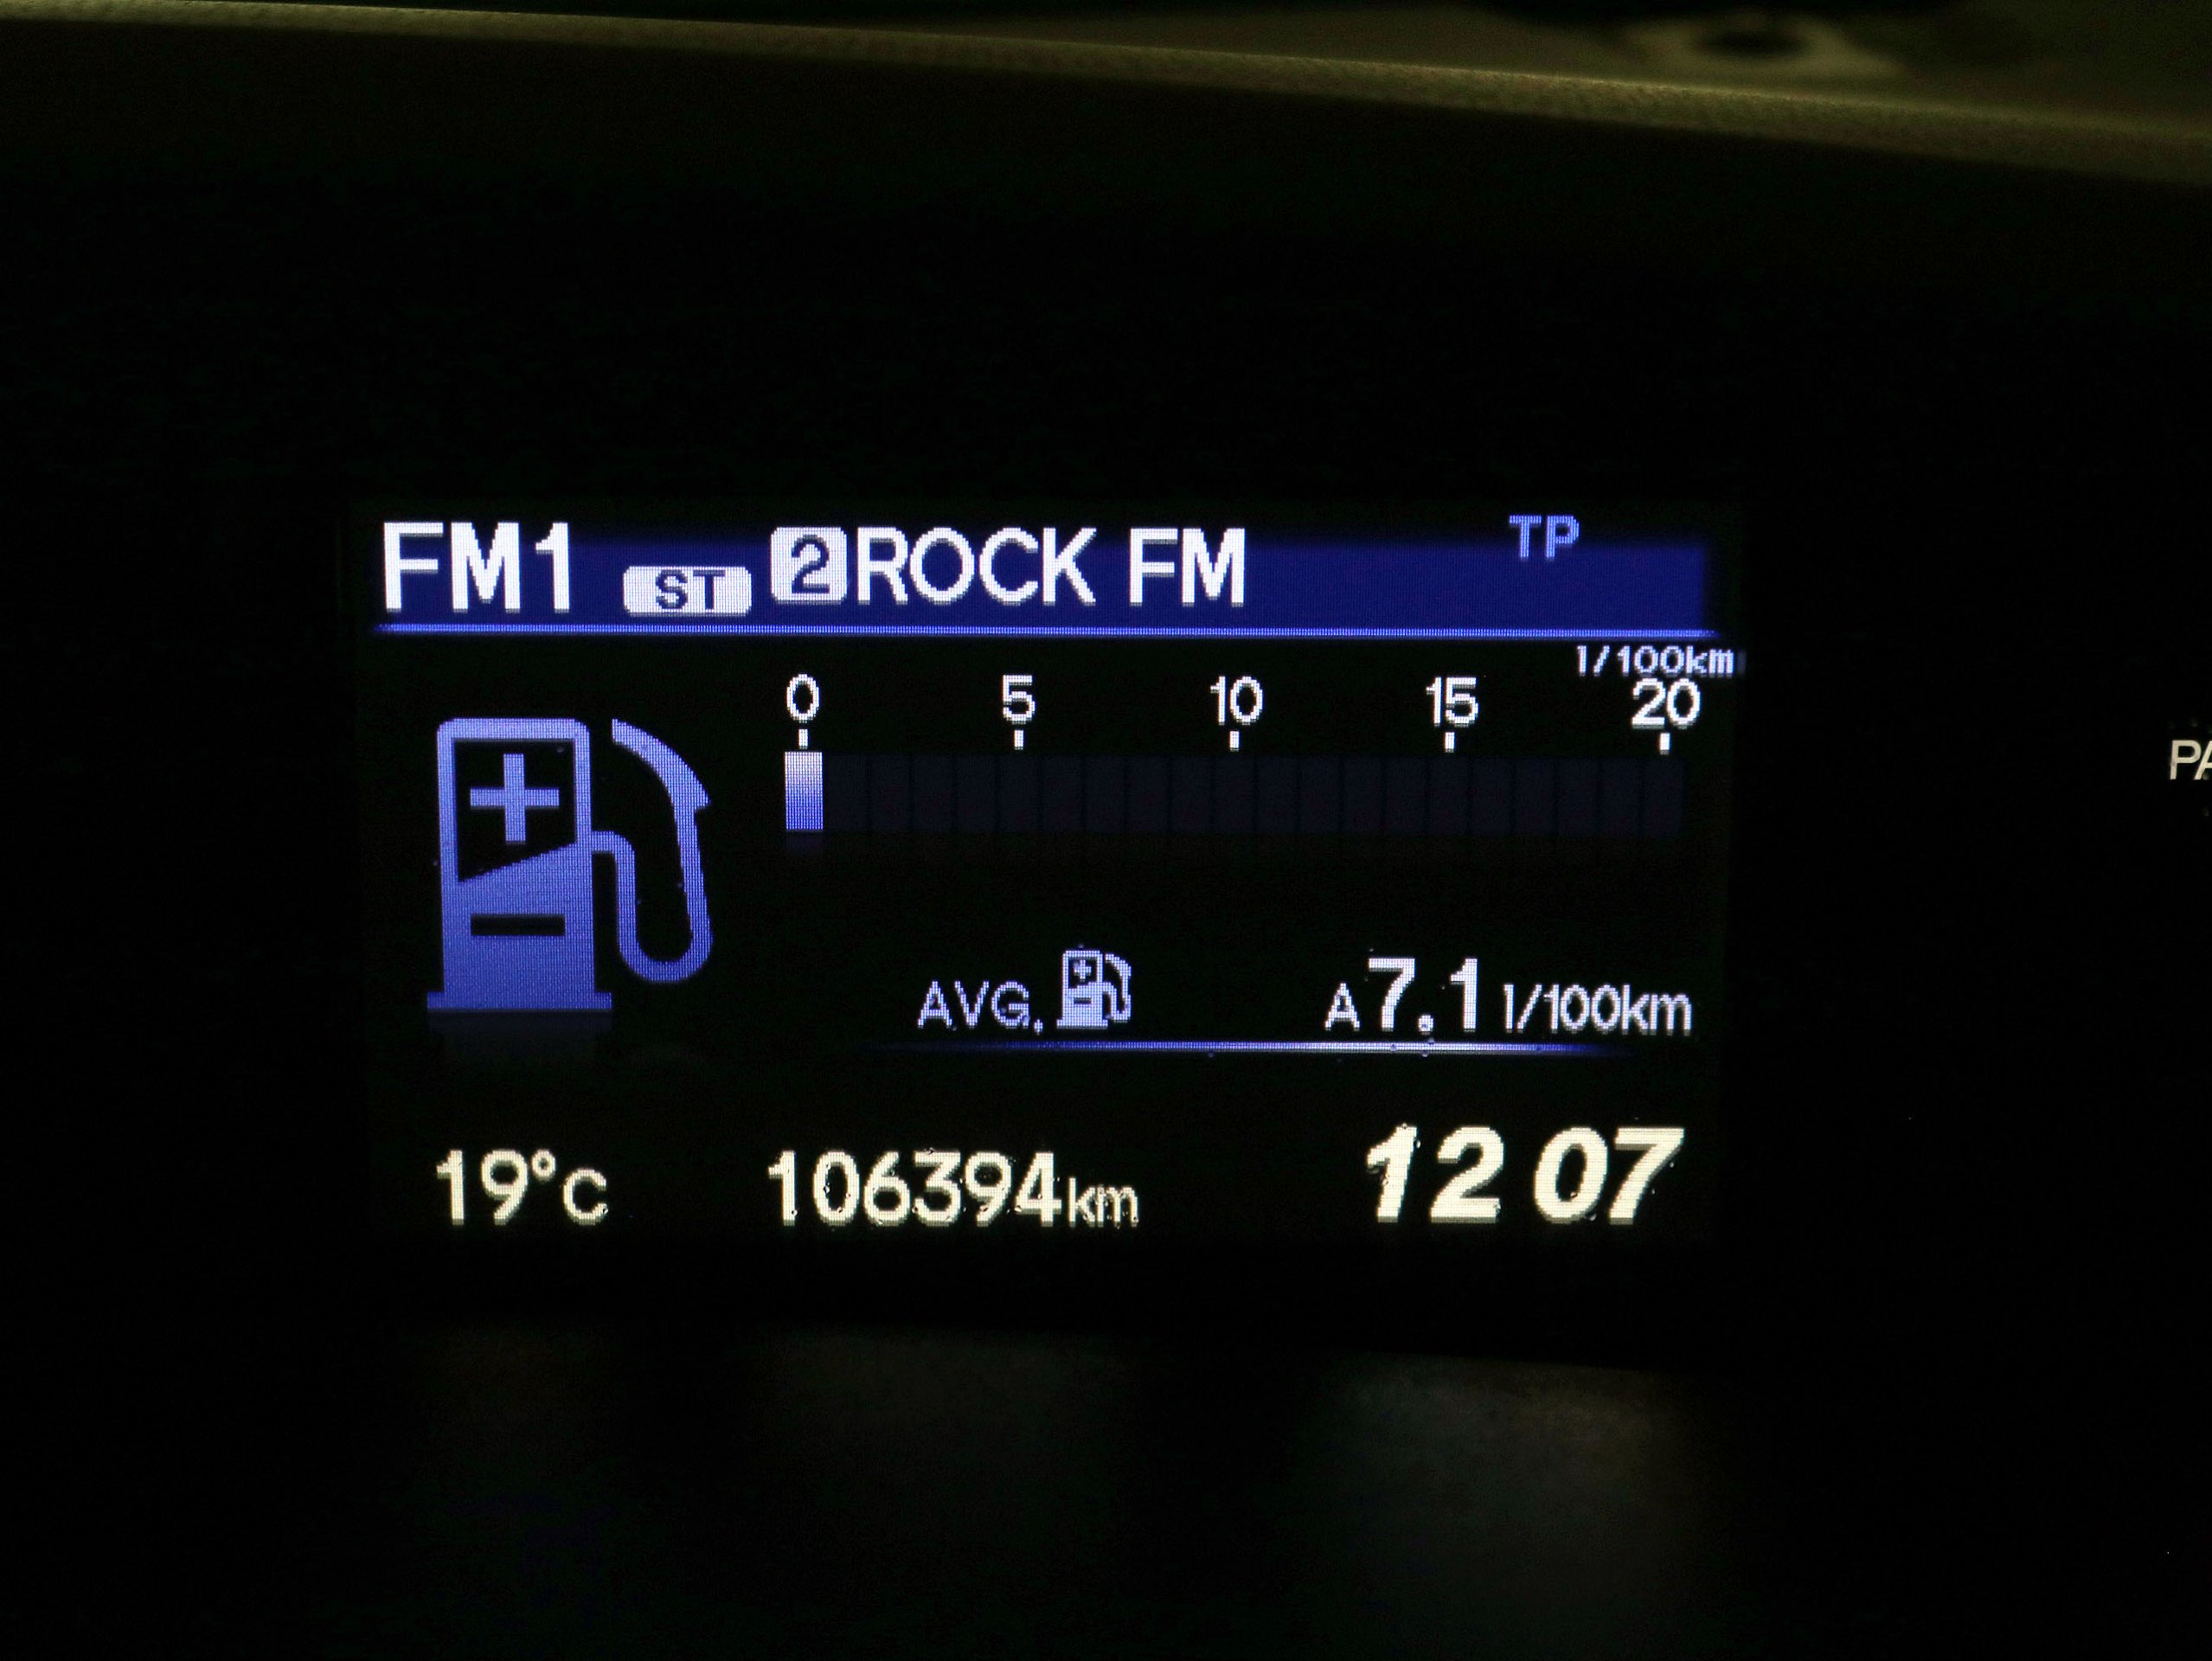 FM1 ST 2 ROCK FM TP
l/100km
0 5 10 15 20
AVG. A 7.1 l/100km
19°C 106394km 12 07
PA